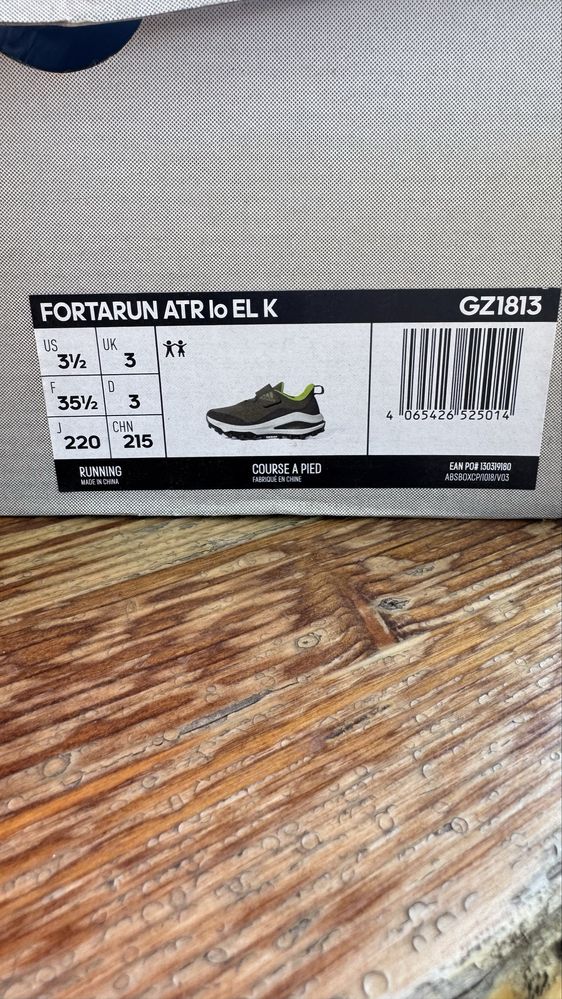 FORTARUN ATR lo EL K GZ1813
US 3½ UK 3
F 35½ D 3
J 220 CHN 215
4 065426 525014
RUNNING
MADE IN CHINA
COURSE A PIED
FABRIQUÉ EN CHINE
EAN PO# 130319180
ABSBOXCP/1018/V03